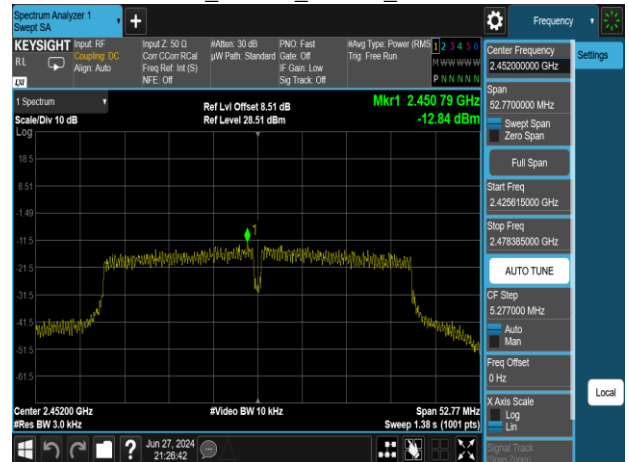 Spectrum Analyzer 1
Swept SA
Frequency
KEYSIGHT
RL
LXI
Input: RF
Coupling: DC
Align: Auto
Input Z: 50 Ω
Corr CCorr RCal
Freq Ref: Int (S)
NFE: Off
#Atten: 30 dB
µW Path: Standard
PNO: Fast
Gate: Off
IF Gain: Low
Sig Track: Off
#Avg Type: Power (RMS
Trig: Free Run
1 2 3 4 5 6
M W W W W W
P N N N N N
1 Spectrum
Scale/Div 10 dB
Log
Ref Lvl Offset 8.51 dB
Ref Level 28.51 dBm
Mkr1 2.450 79 GHz
-12.84 dBm
18.5
8.51
-1.49
-11.5
-21.5
-31.5
-41.5
-51.5
-61.5
1
Center 2.45200 GHz
#Res BW 3.0 kHz
#Video BW 10 kHz
Span 52.77 MHz
Sweep 1.38 s (1001 pts)
Jun 27, 2024
21:26:42
Center Frequency
2.452000000 GHz
Span
52.7700000 MHz
Swept Span
Zero Span
Full Span
Start Freq
2.425615000 GHz
Stop Freq
2.478385000 GHz
AUTO TUNE
CF Step
5.277000 MHz
Auto
Man
Freq Offset
0 Hz
X Axis Scale
Log
Lin
Signal Track
(Span Zoom)
Settings
Local